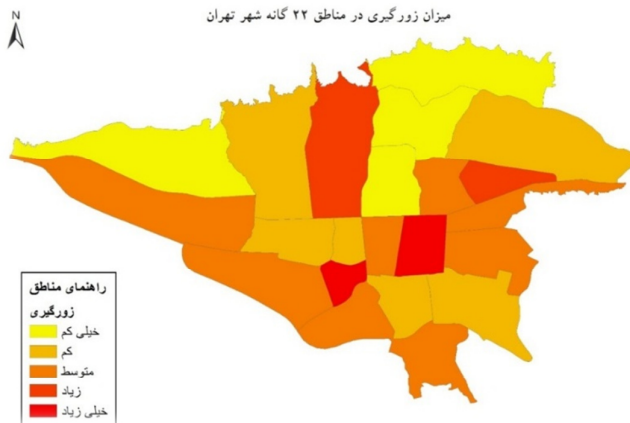 میزان زورگیری در مناطق ۲۲ گانه شهر تهران
N
راهنمای مناطق
زورگیری
خیلی کم
کم
متوسط
زیاد
خیلی زیاد